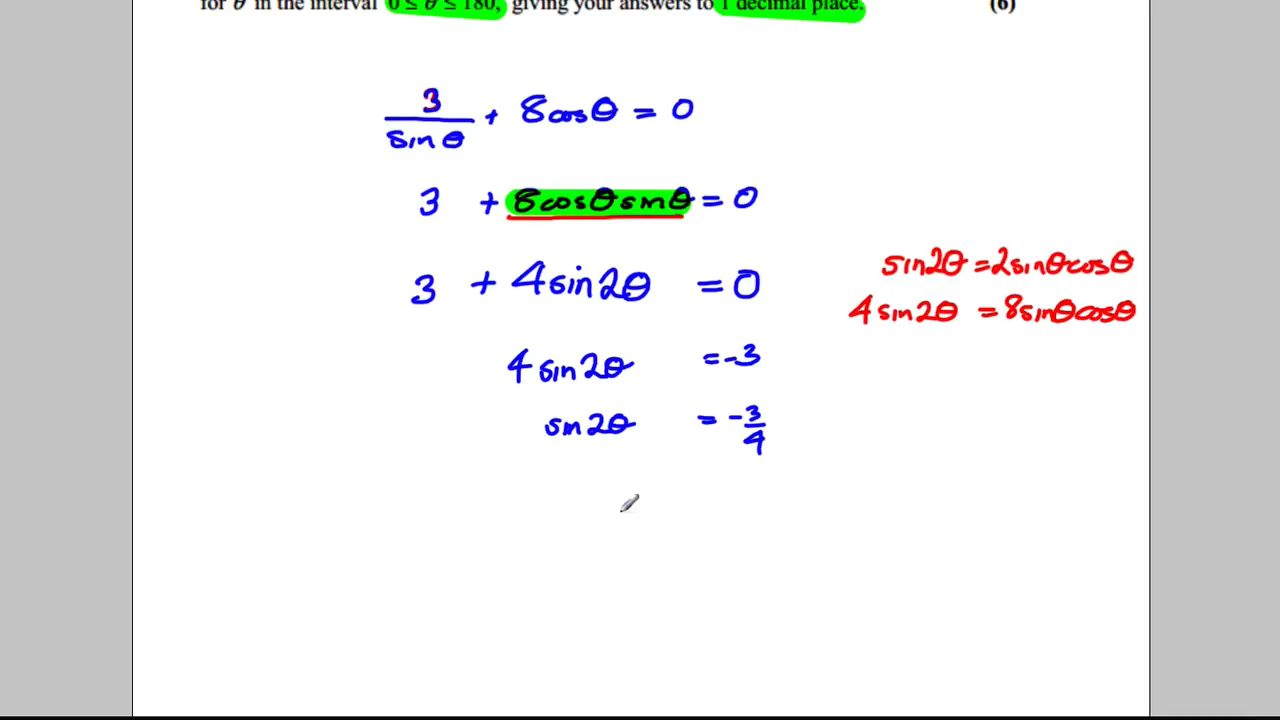 for θ in the interval 0 ≤ θ ≤ 180, giving your answers to 1 decimal place. (6)
3/sinθ + 8cosθ = 0
3 + 8cosθsinθ = 0
sin2θ = 2sinθcosθ
3 + 4sin2θ = 0
4sin2θ = 8sinθcosθ
4sin2θ = -3
sin2θ = -3/4